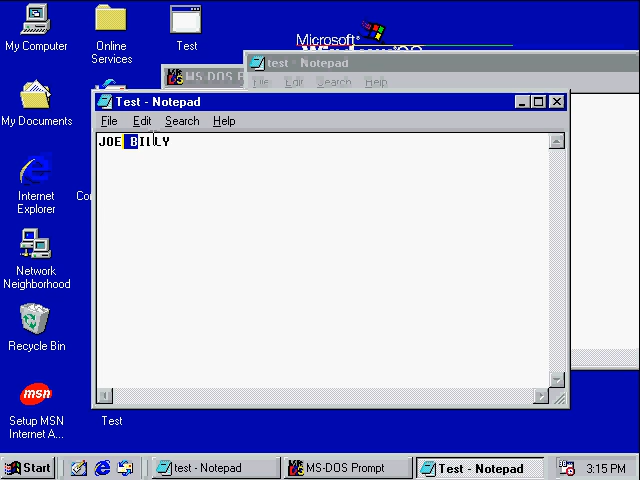 My Computer
Online
Services
Test
Microsoft
test - Notepad
MS-DOS P
File Edit Search Help
Test - Notepad
File Edit Search Help
JOE BILLY
My Documents
Internet
Explorer
Network
Neighborhood
Recycle Bin
msn
Setup MSN
Internet A...
Test
Start
test - Notepad
MS-DOS Prompt
Test - Notepad
3:15 PM